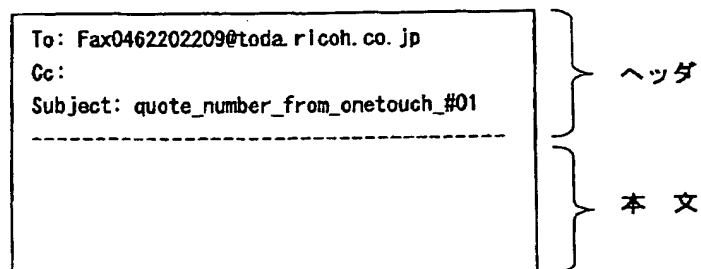 To: Fax0462202209@toda.ricoh.co.jp
Cc:
Subject: quote_number_from_onetouch_#01
ヘッダ
本文